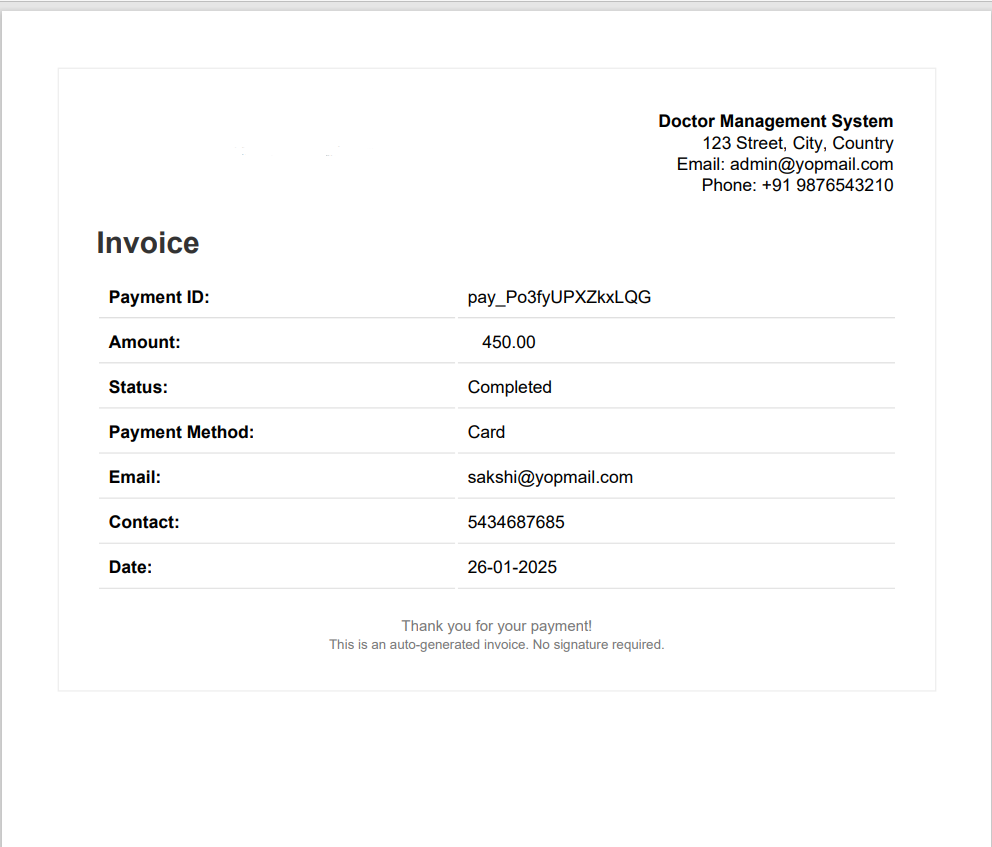 Doctor Management System
123 Street, City, Country
Email: admin@yopmail.com
Phone: +91 9876543210
Invoice
Payment ID: pay_Po3fyUPXZkxLQG
Amount: 450.00
Status: Completed
Payment Method: Card
Email: sakshi@yopmail.com
Contact: 5434687685
Date: 26-01-2025
Thank you for your payment!
This is an auto-generated invoice. No signature required.